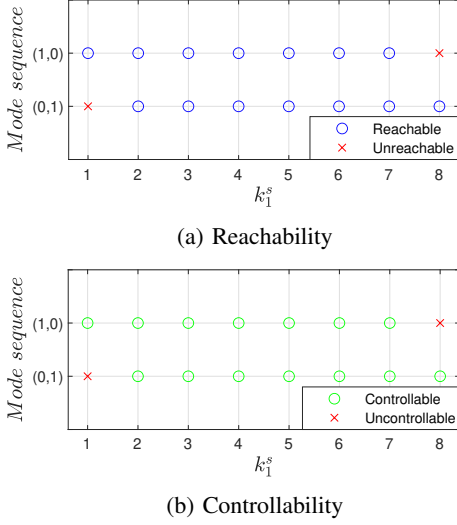 Mode sequence
(1,0)
(0,1)
Reachable
Unreachable
1 2 3 4 5 6 7 8
k_1^s
(a) Reachability
Mode sequence
(1,0)
(0,1)
Controllable
Uncontrollable
1 2 3 4 5 6 7 8
k_1^s
(b) Controllability